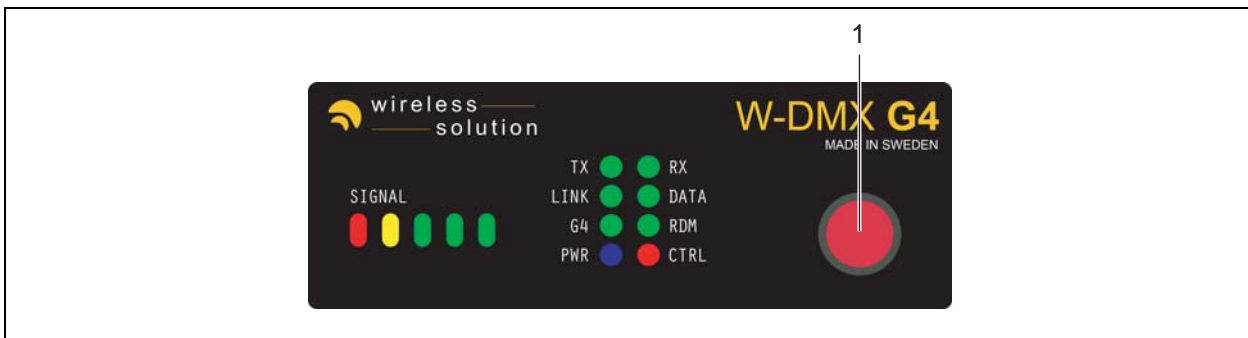 1
wireless
solution
W-DMX G4
MADE IN SWEDEN
SIGNAL
TX RX
LINK DATA
G4 RDM
PWR CTRL